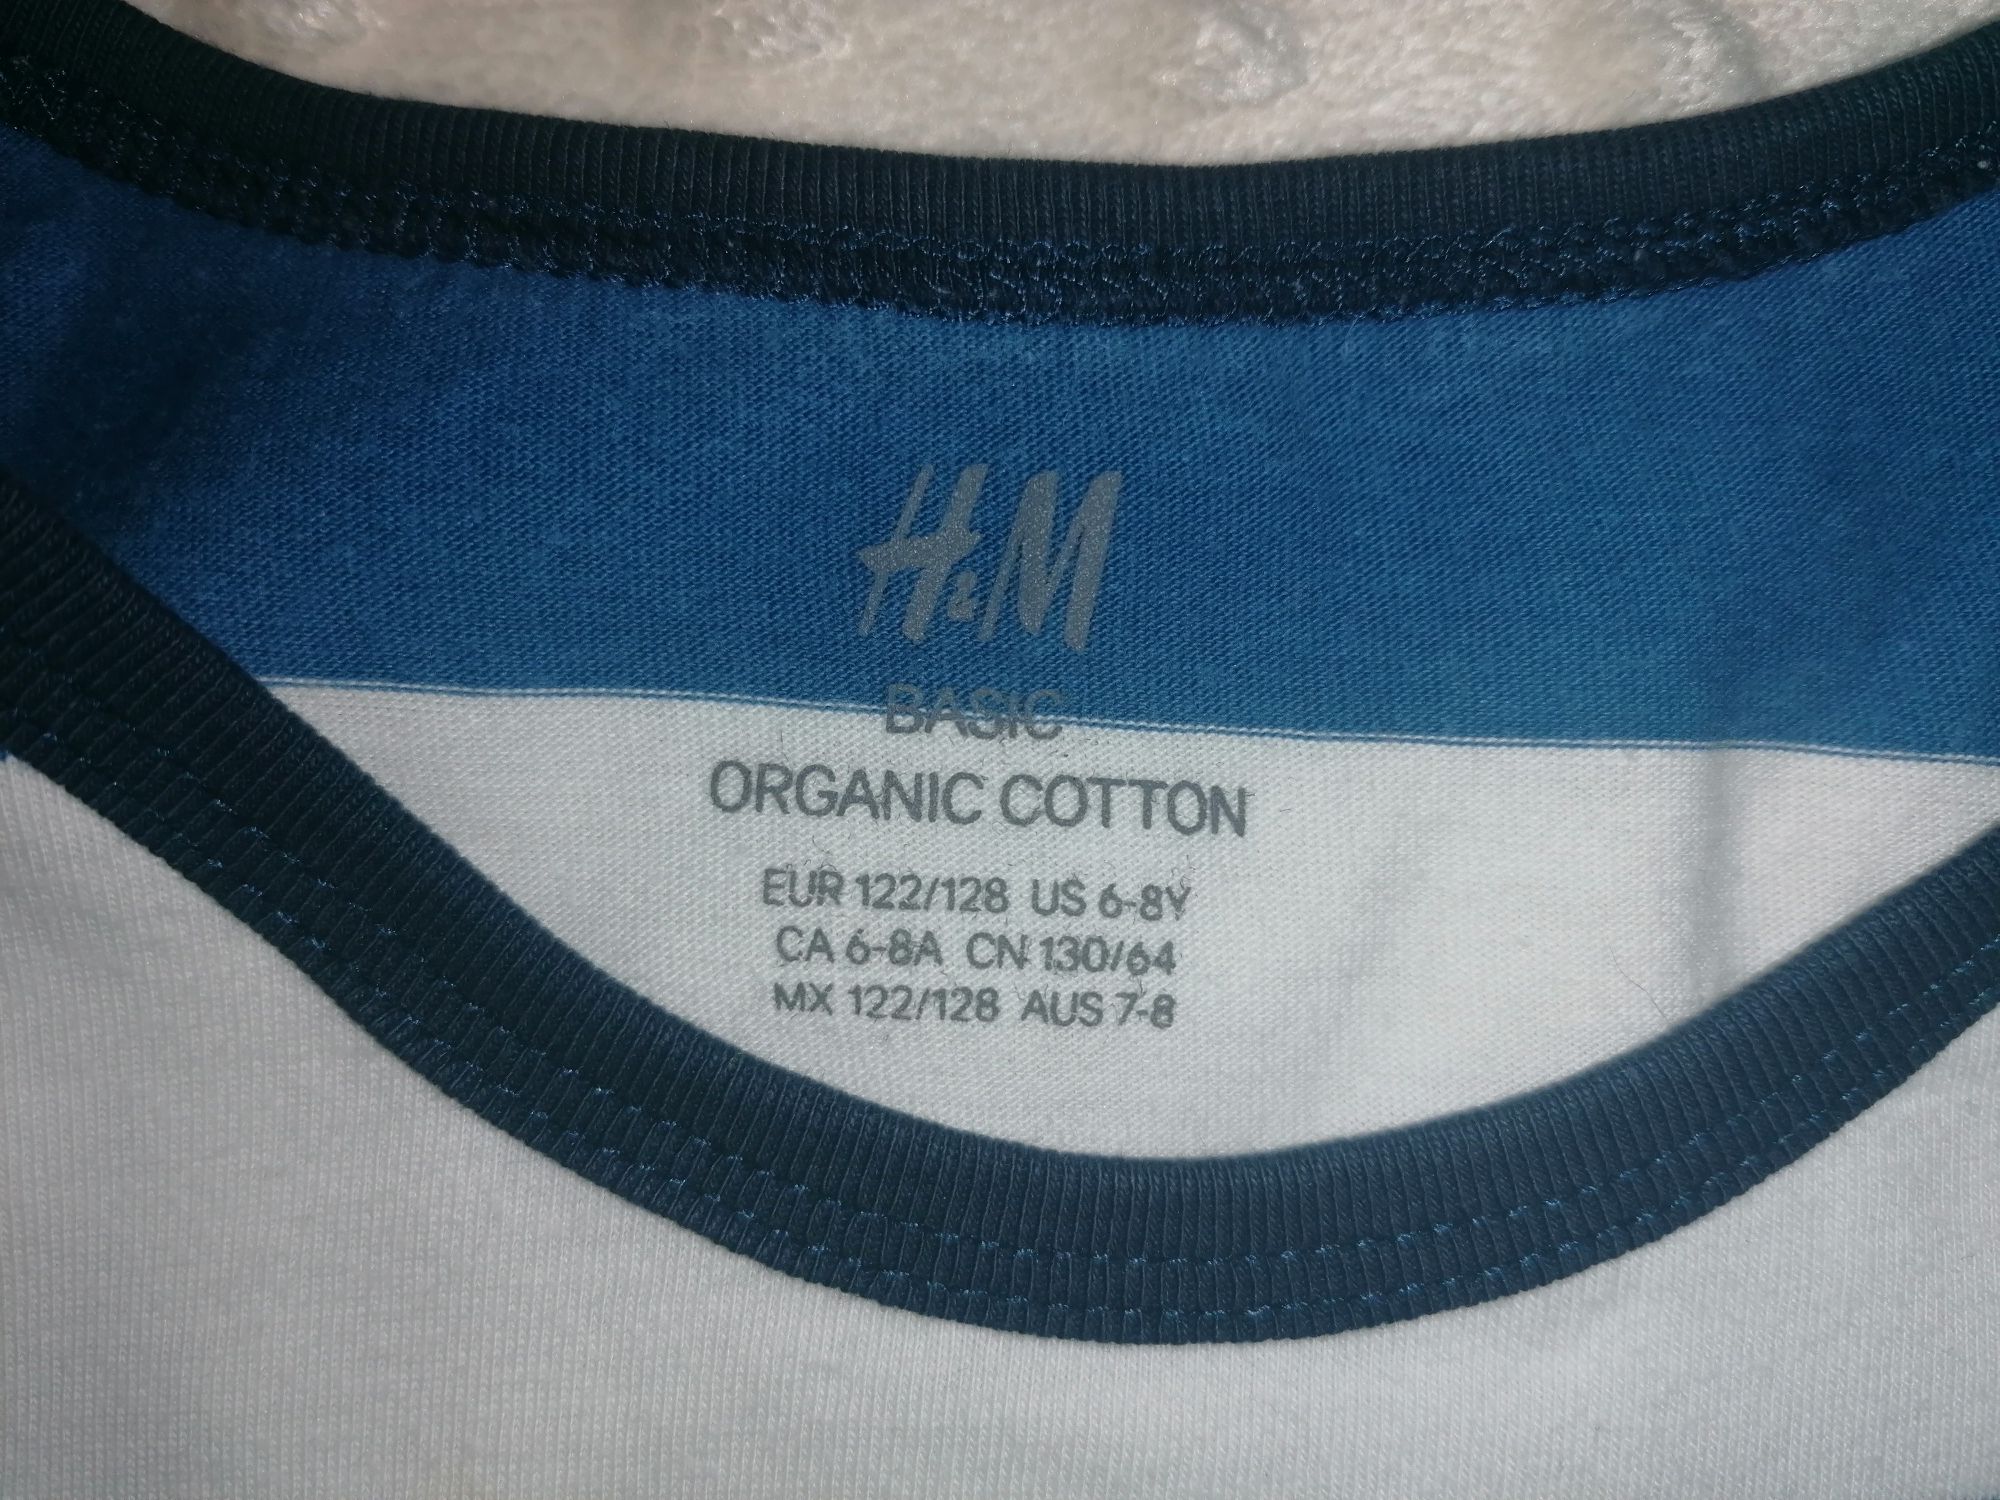 H&M
BASIC
ORGANIC COTTON
EUR 122/128 US 6-8Y
CA 6-8A CN 130/64
MX 122/128 AUS 7-8